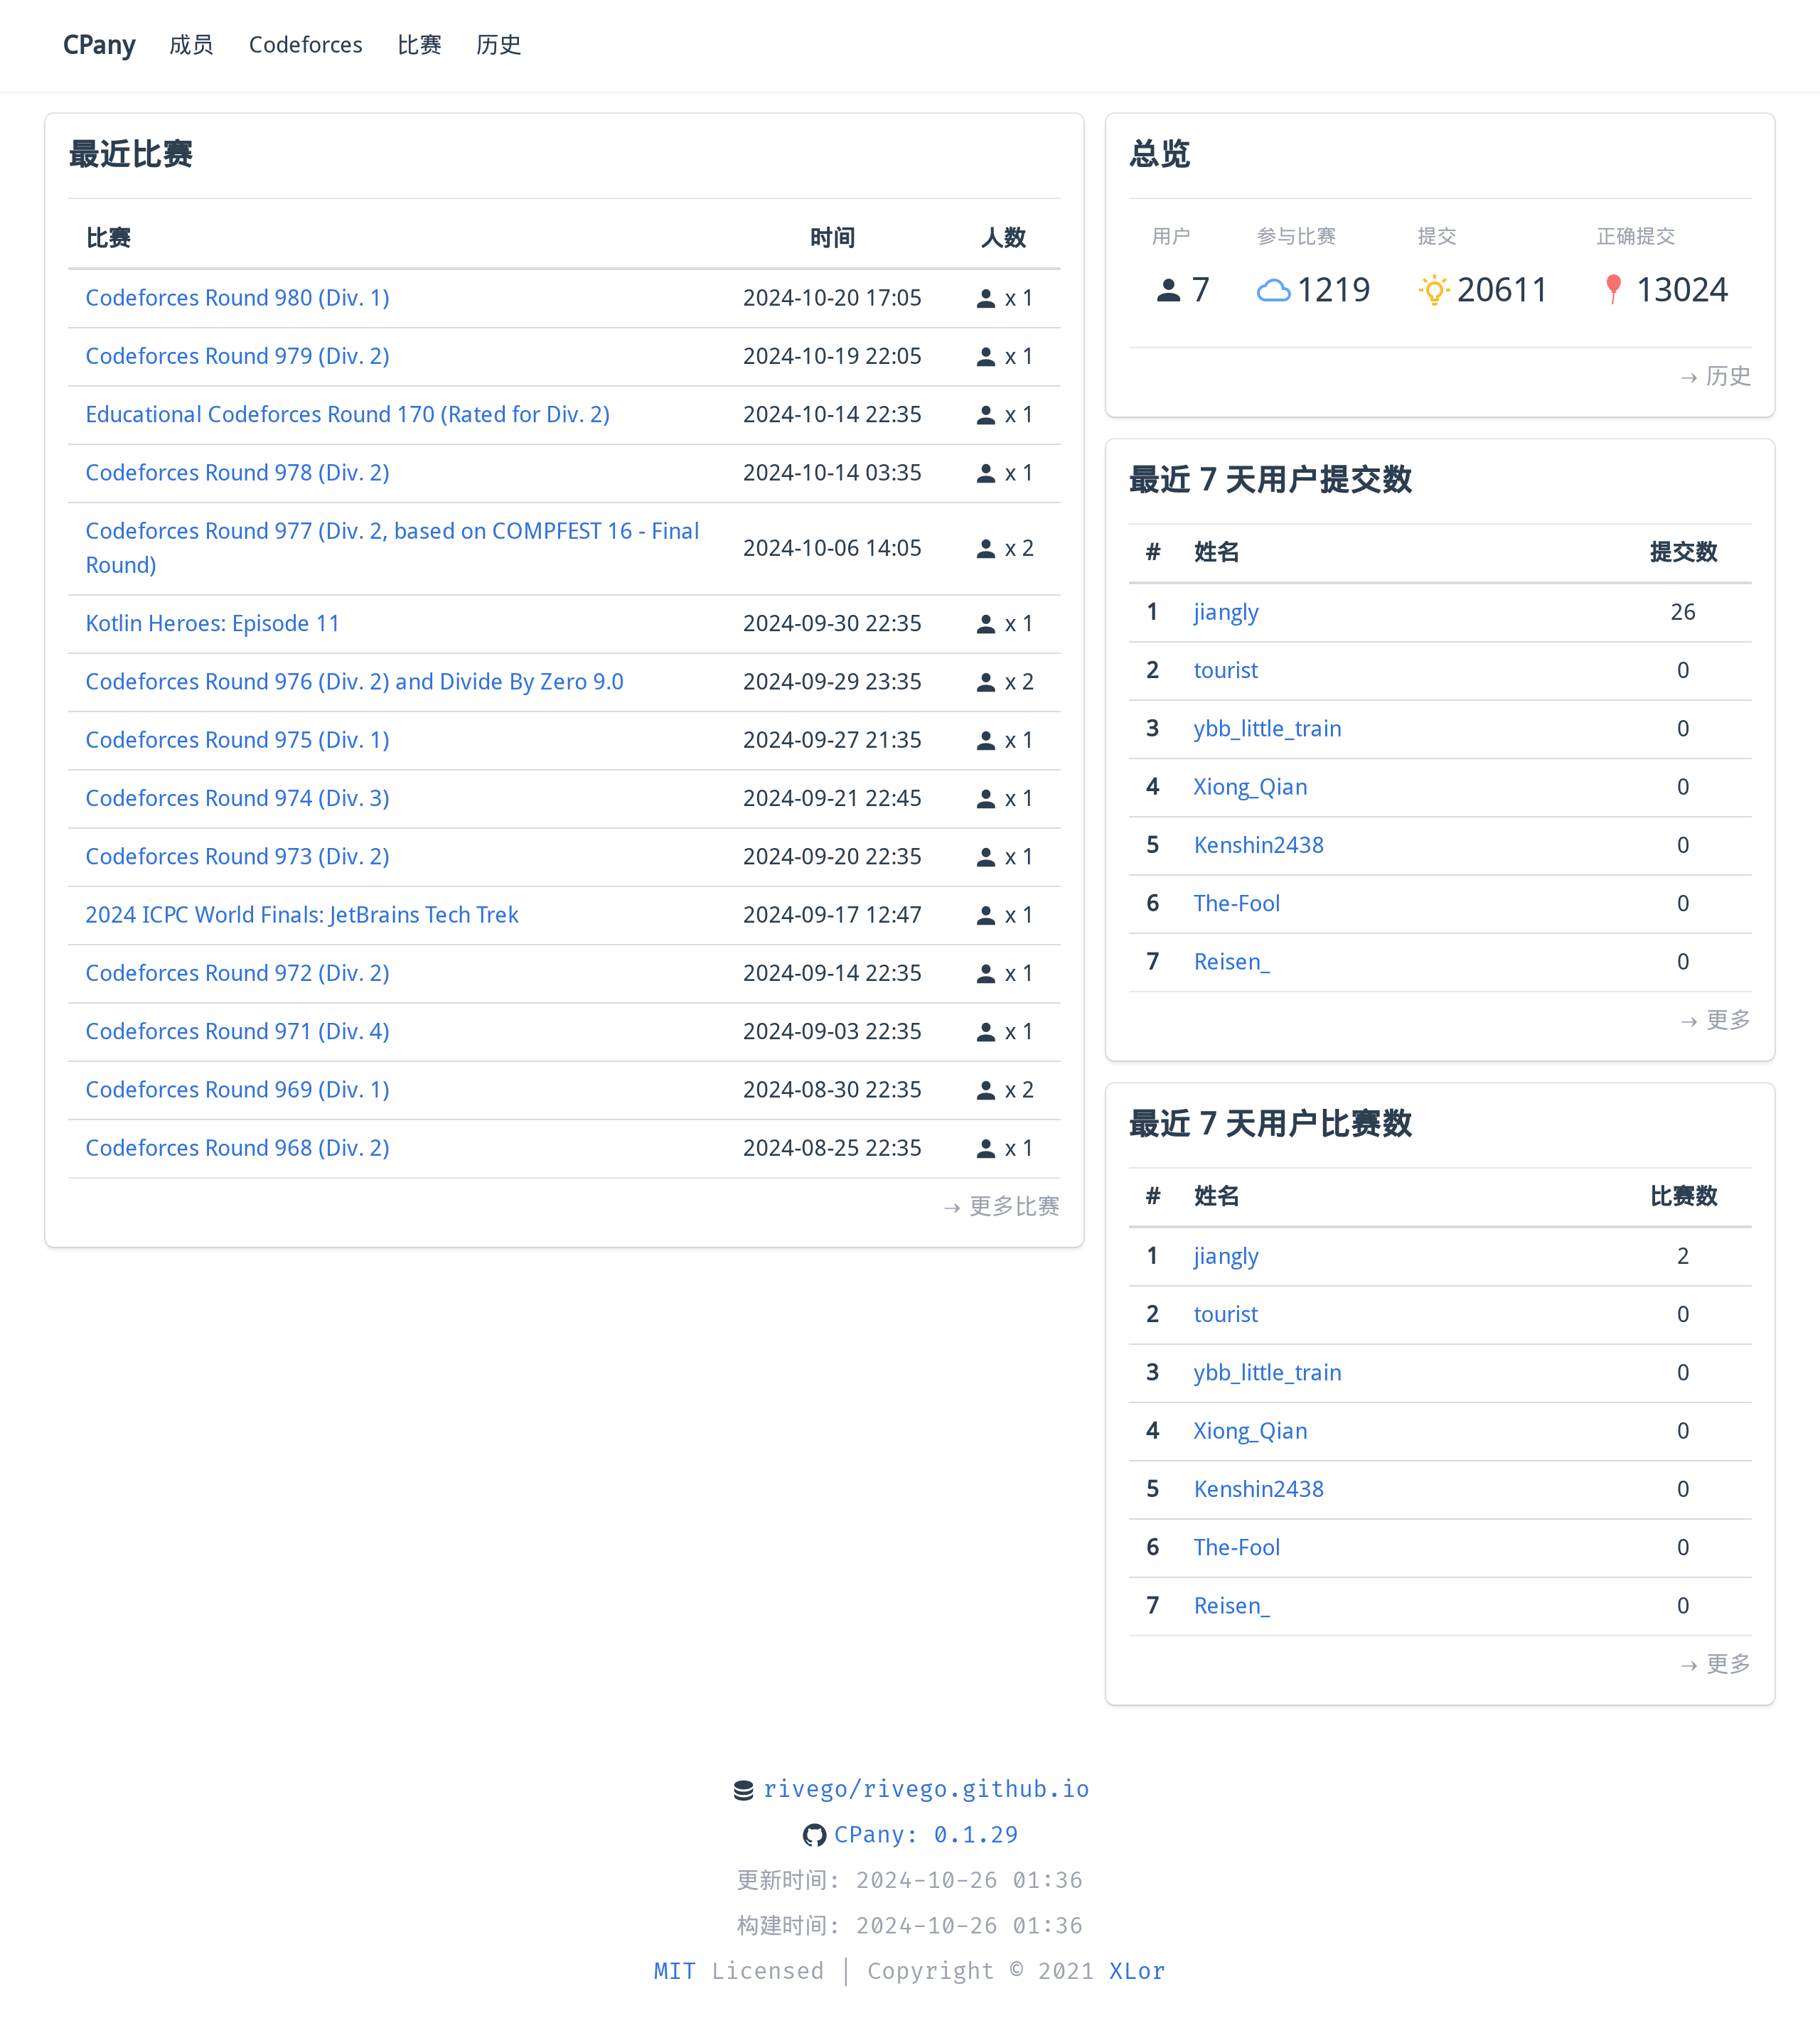 CPany 成员 Codeforces 比赛 历史
最近比赛
比赛 时间 人数
Codeforces Round 980 (Div. 1) 2024-10-20 17:05 x 1
Codeforces Round 979 (Div. 2) 2024-10-19 22:05 x 1
Educational Codeforces Round 170 (Rated for Div. 2) 2024-10-14 22:35 x 1
Codeforces Round 978 (Div. 2) 2024-10-14 03:35 x 1
Codeforces Round 977 (Div. 2, based on COMPFEST 16 - Final
Round) 2024-10-06 14:05 x 2
Kotlin Heroes: Episode 11 2024-09-30 22:35 x 1
Codeforces Round 976 (Div. 2) and Divide By Zero 9.0 2024-09-29 23:35 x 2
Codeforces Round 975 (Div. 1) 2024-09-27 21:35 x 1
Codeforces Round 974 (Div. 3) 2024-09-21 22:45 x 1
Codeforces Round 973 (Div. 2) 2024-09-20 22:35 x 1
2024 ICPC World Finals: JetBrains Tech Trek 2024-09-17 12:47 x 1
Codeforces Round 972 (Div. 2) 2024-09-14 22:35 x 1
Codeforces Round 971 (Div. 4) 2024-09-03 22:35 x 1
Codeforces Round 969 (Div. 1) 2024-08-30 22:35 x 2
Codeforces Round 968 (Div. 2) 2024-08-25 22:35 x 1
→ 更多比赛
总览
用户 参与比赛 提交 正确提交
7 1219 20611 13024
→ 历史
最近 7 天用户提交数
# 姓名 提交数
1 jiangly 26
2 tourist 0
3 ybb_little_train 0
4 Xiong_Qian 0
5 Kenshin2438 0
6 The-Fool 0
7 Reisen_ 0
→ 更多
最近 7 天用户比赛数
# 姓名 比赛数
1 jiangly 2
2 tourist 0
3 ybb_little_train 0
4 Xiong_Qian 0
5 Kenshin2438 0
6 The-Fool 0
7 Reisen_ 0
→ 更多
rivego/rivego.github.io
CPany: 0.1.29
更新时间: 2024-10-26 01:36
构建时间: 2024-10-26 01:36
MIT Licensed | Copyright © 2021 XLor